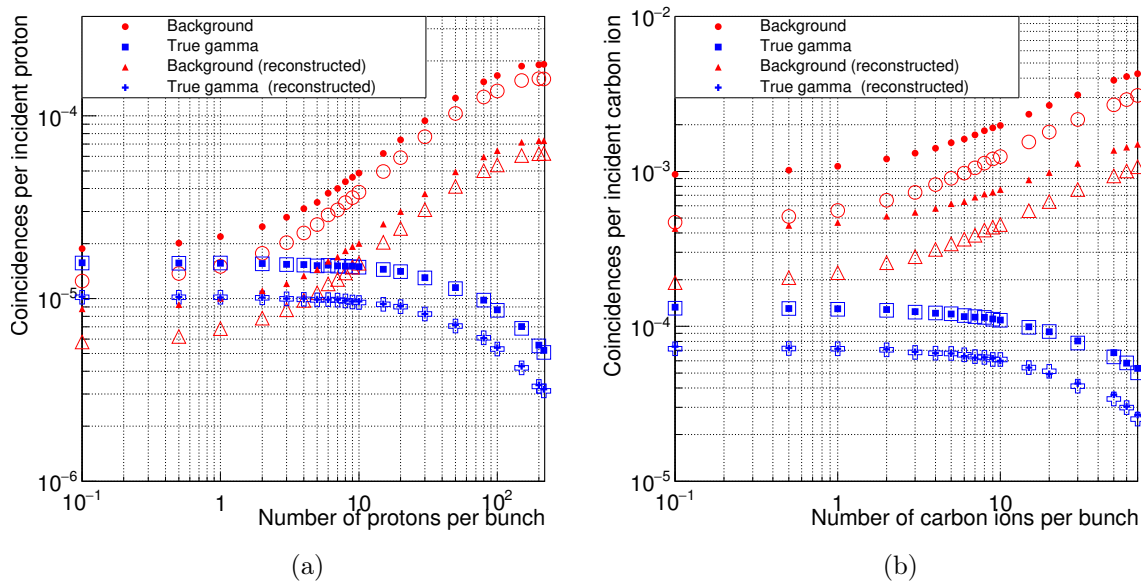 Background
True gamma
Background (reconstructed)
True gamma (reconstructed)
Coincidences per incident proton
10⁻⁴
10⁻⁵
10⁻⁶
10⁻¹ 1 10 10²
Number of protons per bunch
(a)
Background
True gamma
Background (reconstructed)
True gamma (reconstructed)
Coincidences per incident carbon ion
10⁻²
10⁻³
10⁻⁴
10⁻⁵
10⁻¹ 1 10
Number of carbon ions per bunch
(b)